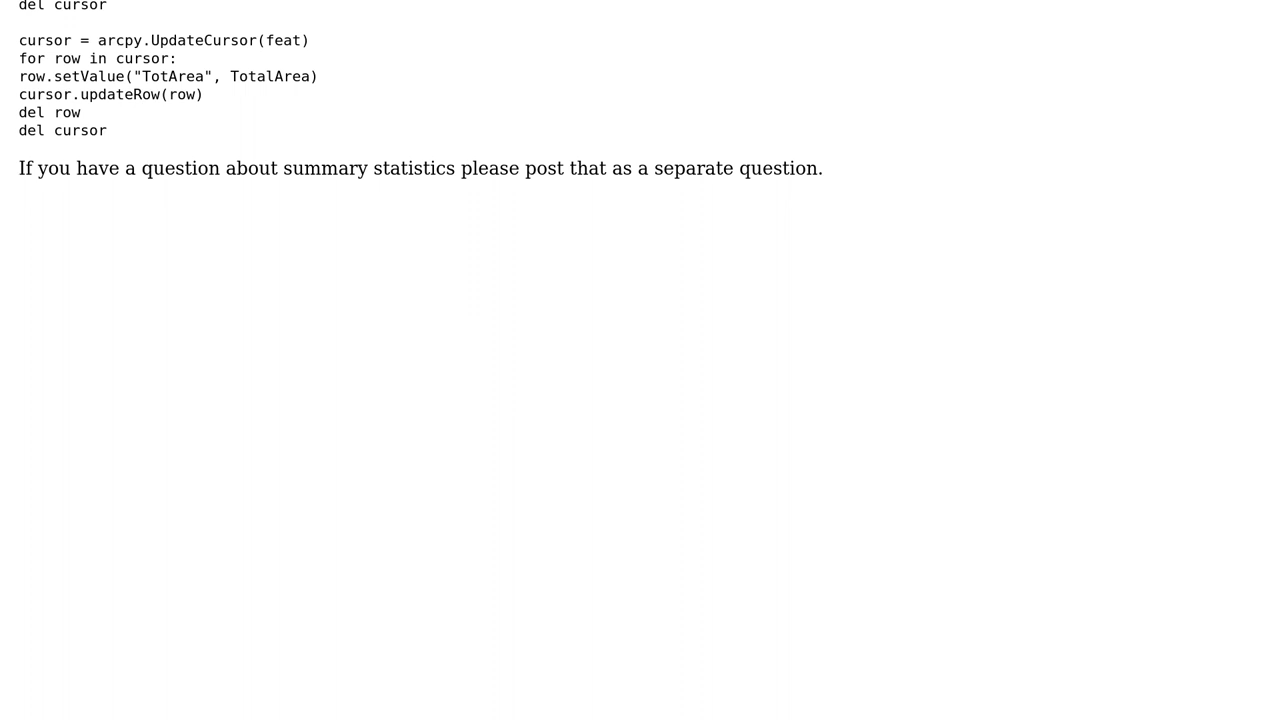 del cursor
cursor = arcpy.UpdateCursor(feat)
for row in cursor:
row.setValue("TotArea", TotalArea)
cursor.updateRow(row)
del row
del cursor
If you have a question about summary statistics please post that as a separate question.